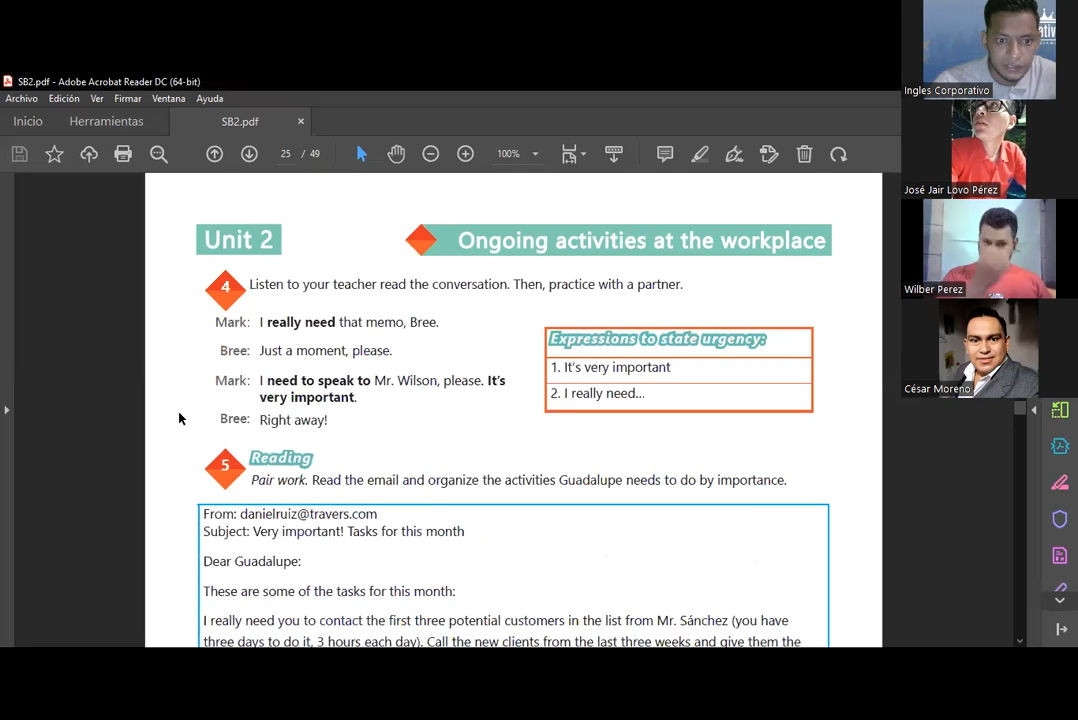 SB2.pdf - Adobe Acrobat Reader DC (64-bit)
Archivo Edición Ver Firmar Ventana Ayuda
Inicio Herramientas SB2.pdf ×
25 / 49 100%
Unit 2 Ongoing activities at the workplace
4 Listen to your teacher read the conversation. Then, practice with a partner.
Mark: I really need that memo, Bree.
Bree: Just a moment, please.
Mark: I need to speak to Mr. Wilson, please. It's
very important.
Bree: Right away!
Expressions to state urgency:
1. It's very important
2. I really need...
5 Reading
Pair work. Read the email and organize the activities Guadalupe needs to do by importance.
From: danielruiz@travers.com
Subject: Very important! Tasks for this month
Dear Guadalupe:
These are some of the tasks for this month:
I really need you to contact the first three potential customers in the list from Mr. Sánchez (you have
three days to do it, 3 hours each day). Call the new clients from the last three weeks and give them the
Ingles Corporativo
José Jair Lovo Pérez
Wilber Perez
César Moreno